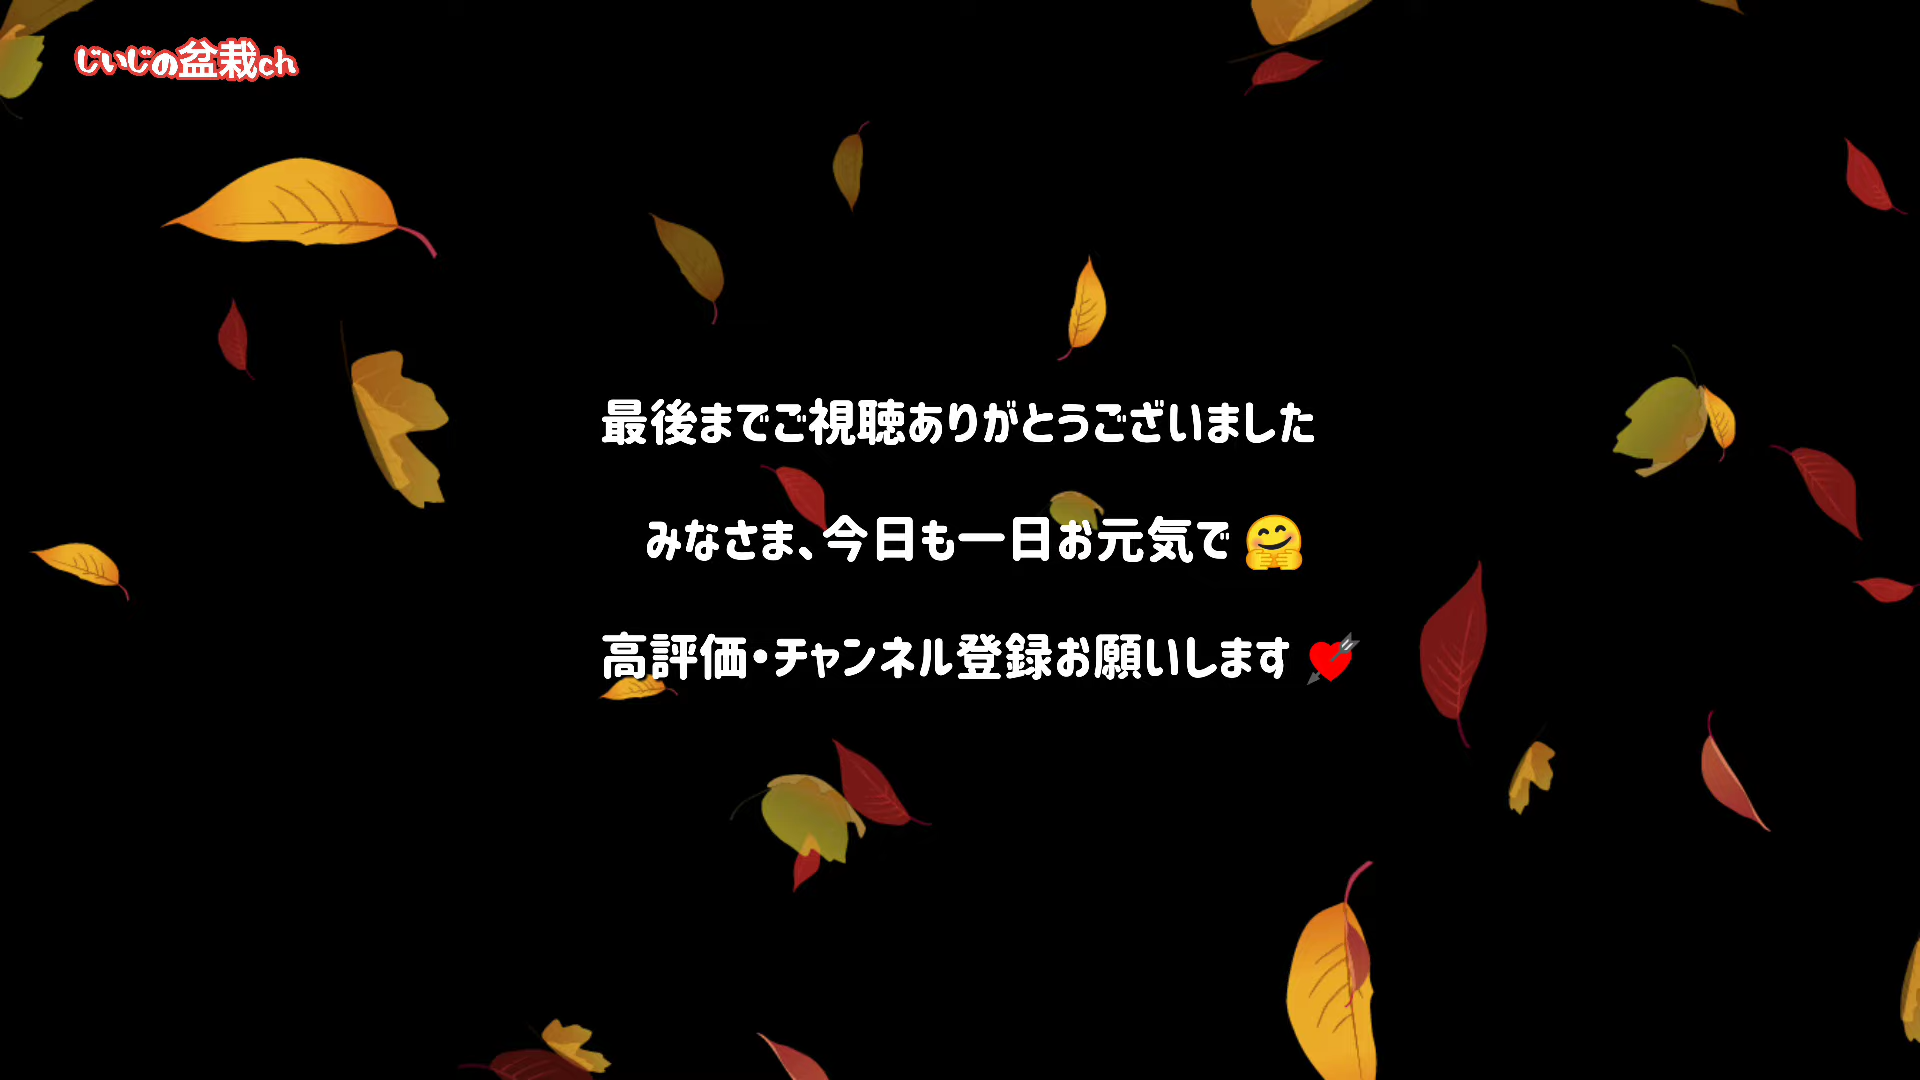 じいじの盆栽ch
最後までご視聴ありがとうございました
みなさま、今日も一日お元気で🤗
高評価・チャンネル登録お願いします💘